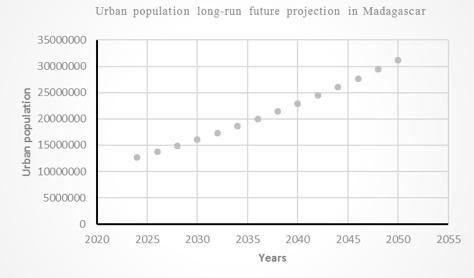 Urban population long-run future projection in Madagascar
35000000
30000000
25000000
20000000
15000000
10000000
5000000
0
Urban population
2020 2025 2030 2035 2040 2045 2050 2055
Years